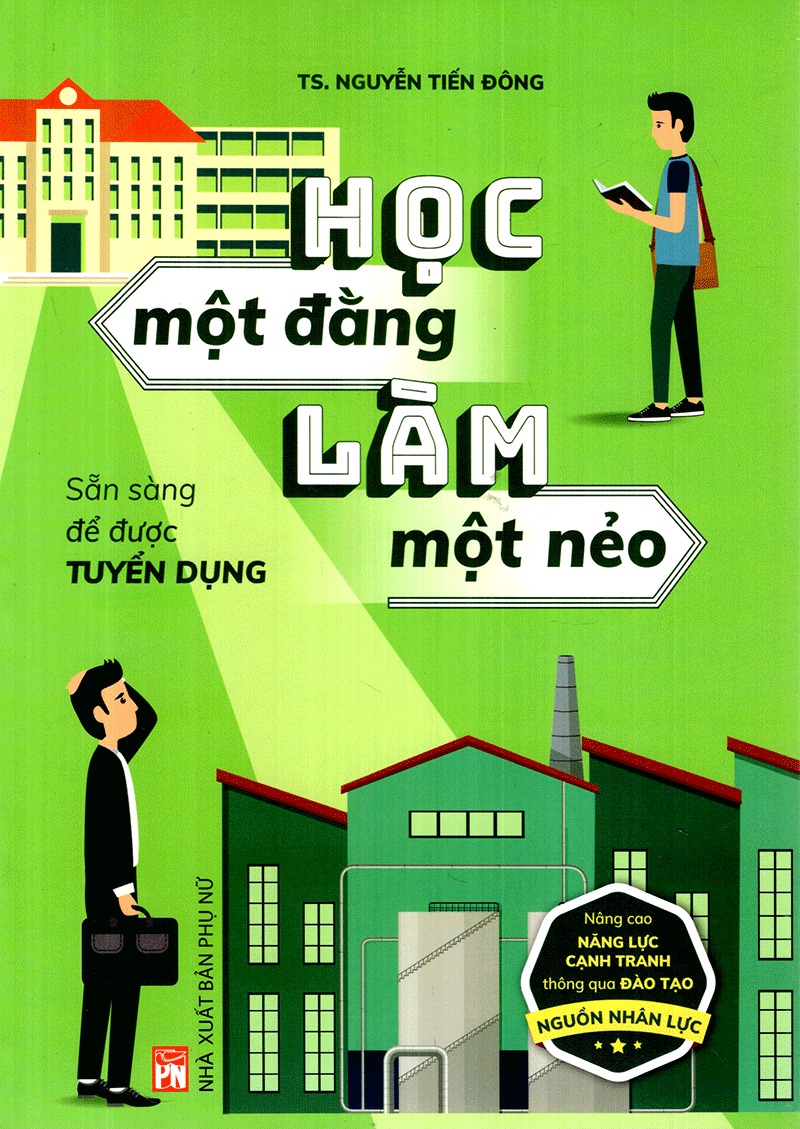 TS. NGUYỄN TIẾN ĐÔNG
HỌC
một đằng
LÀM
một nẻo
Sẵn sàng
để được
TUYỂN DỤNG
Nâng cao
NĂNG LỰC
CẠNH TRANH
thông qua ĐÀO TẠO
NGUỒN NHÂN LỰC
NHÀ XUẤT BẢN PHỤ NỮ
PN